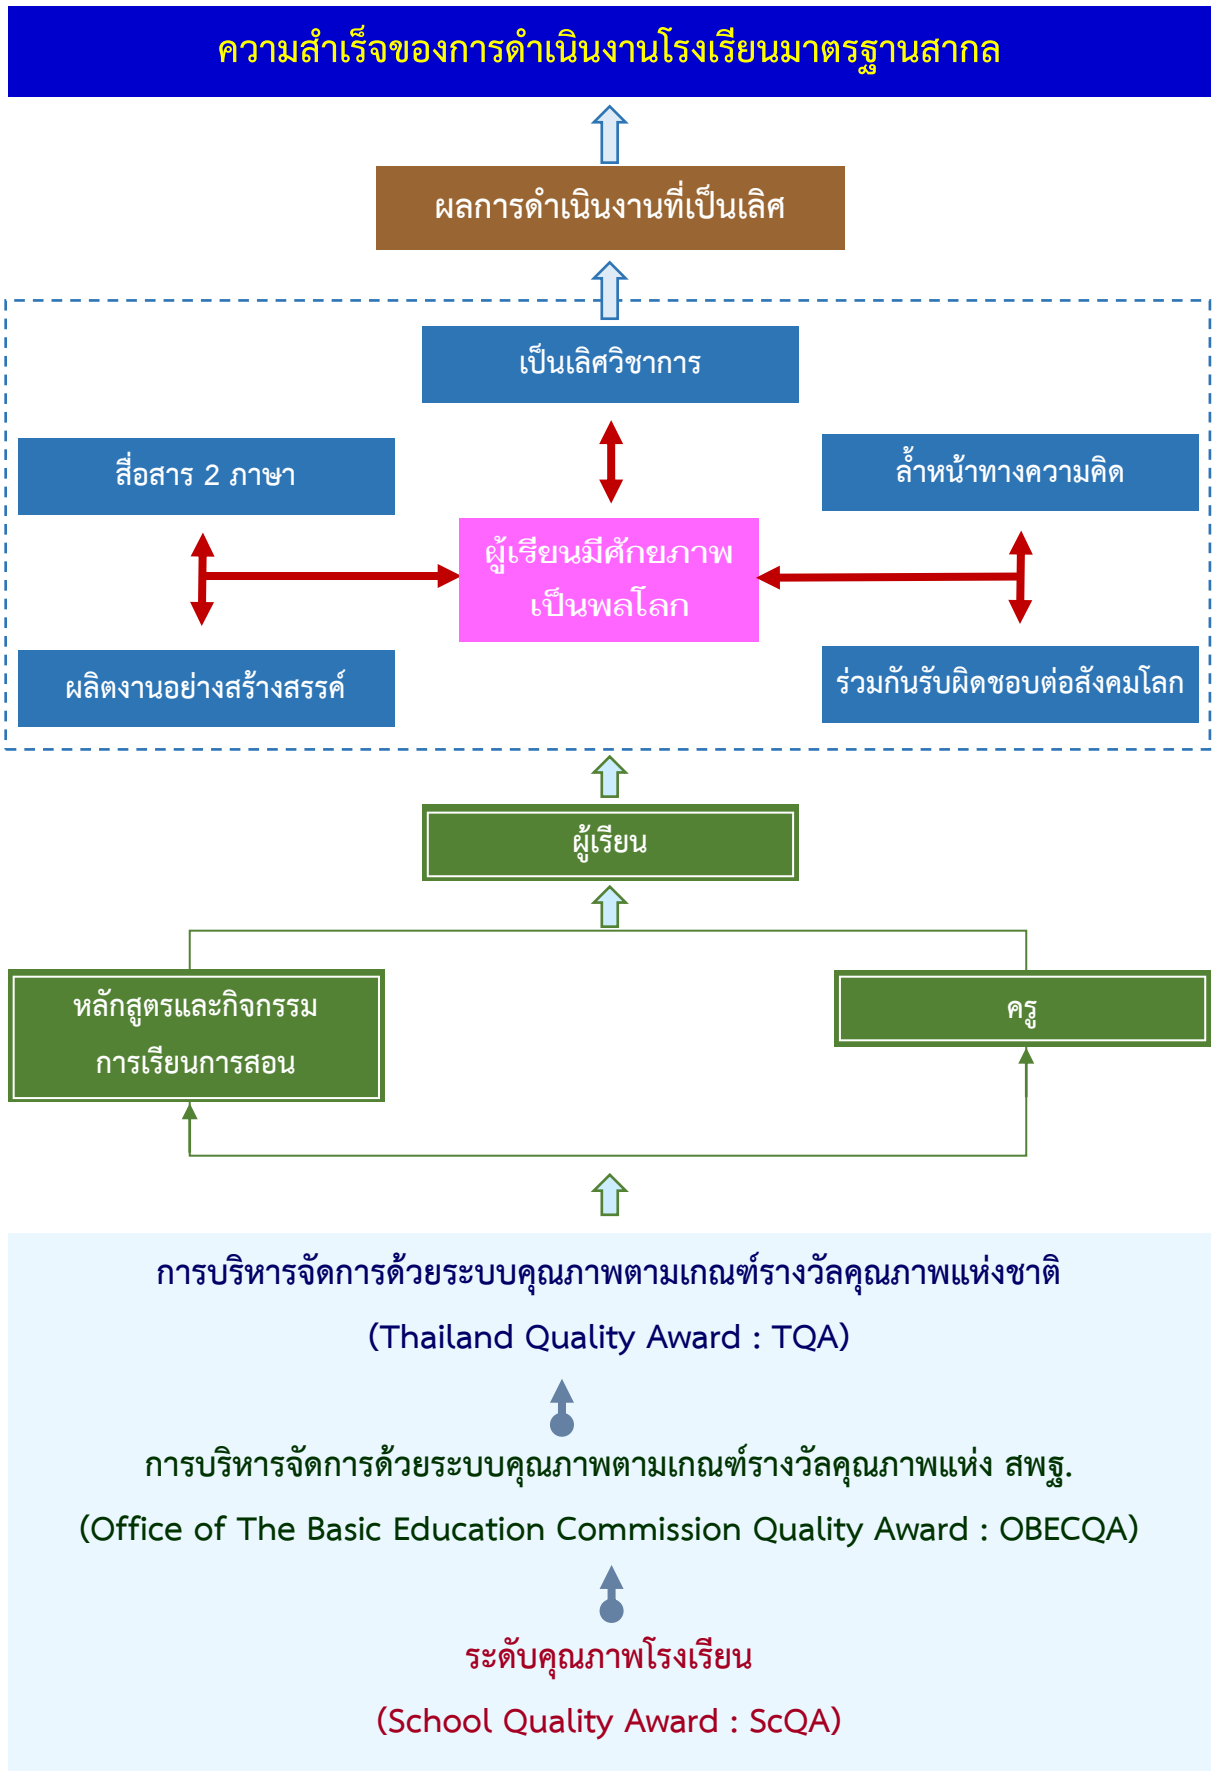 ความสำเร็จของการดำเนินงานโรงเรียนมาตรฐานสากล
ผลการดำเนินงานที่เป็นเลิศ
เป็นเลิศวิชาการ
สื่อสาร 2 ภาษา
ล้ำหน้าทางความคิด
ผู้เรียนมีศักยภาพ
เป็นพลโลก
ผลิตงานอย่างสร้างสรรค์
ร่วมกันรับผิดชอบต่อสังคมโลก
ผู้เรียน
หลักสูตรและกิจกรรม
การเรียนการสอน
ครู
การบริหารจัดการด้วยระบบคุณภาพตามเกณฑ์รางวัลคุณภาพแห่งชาติ
(Thailand Quality Award : TQA)
การบริหารจัดการด้วยระบบคุณภาพตามเกณฑ์รางวัลคุณภาพแห่ง สพฐ.
(Office of The Basic Education Commission Quality Award : OBECQA)
ระดับคุณภาพโรงเรียน
(School Quality Award : ScQA)